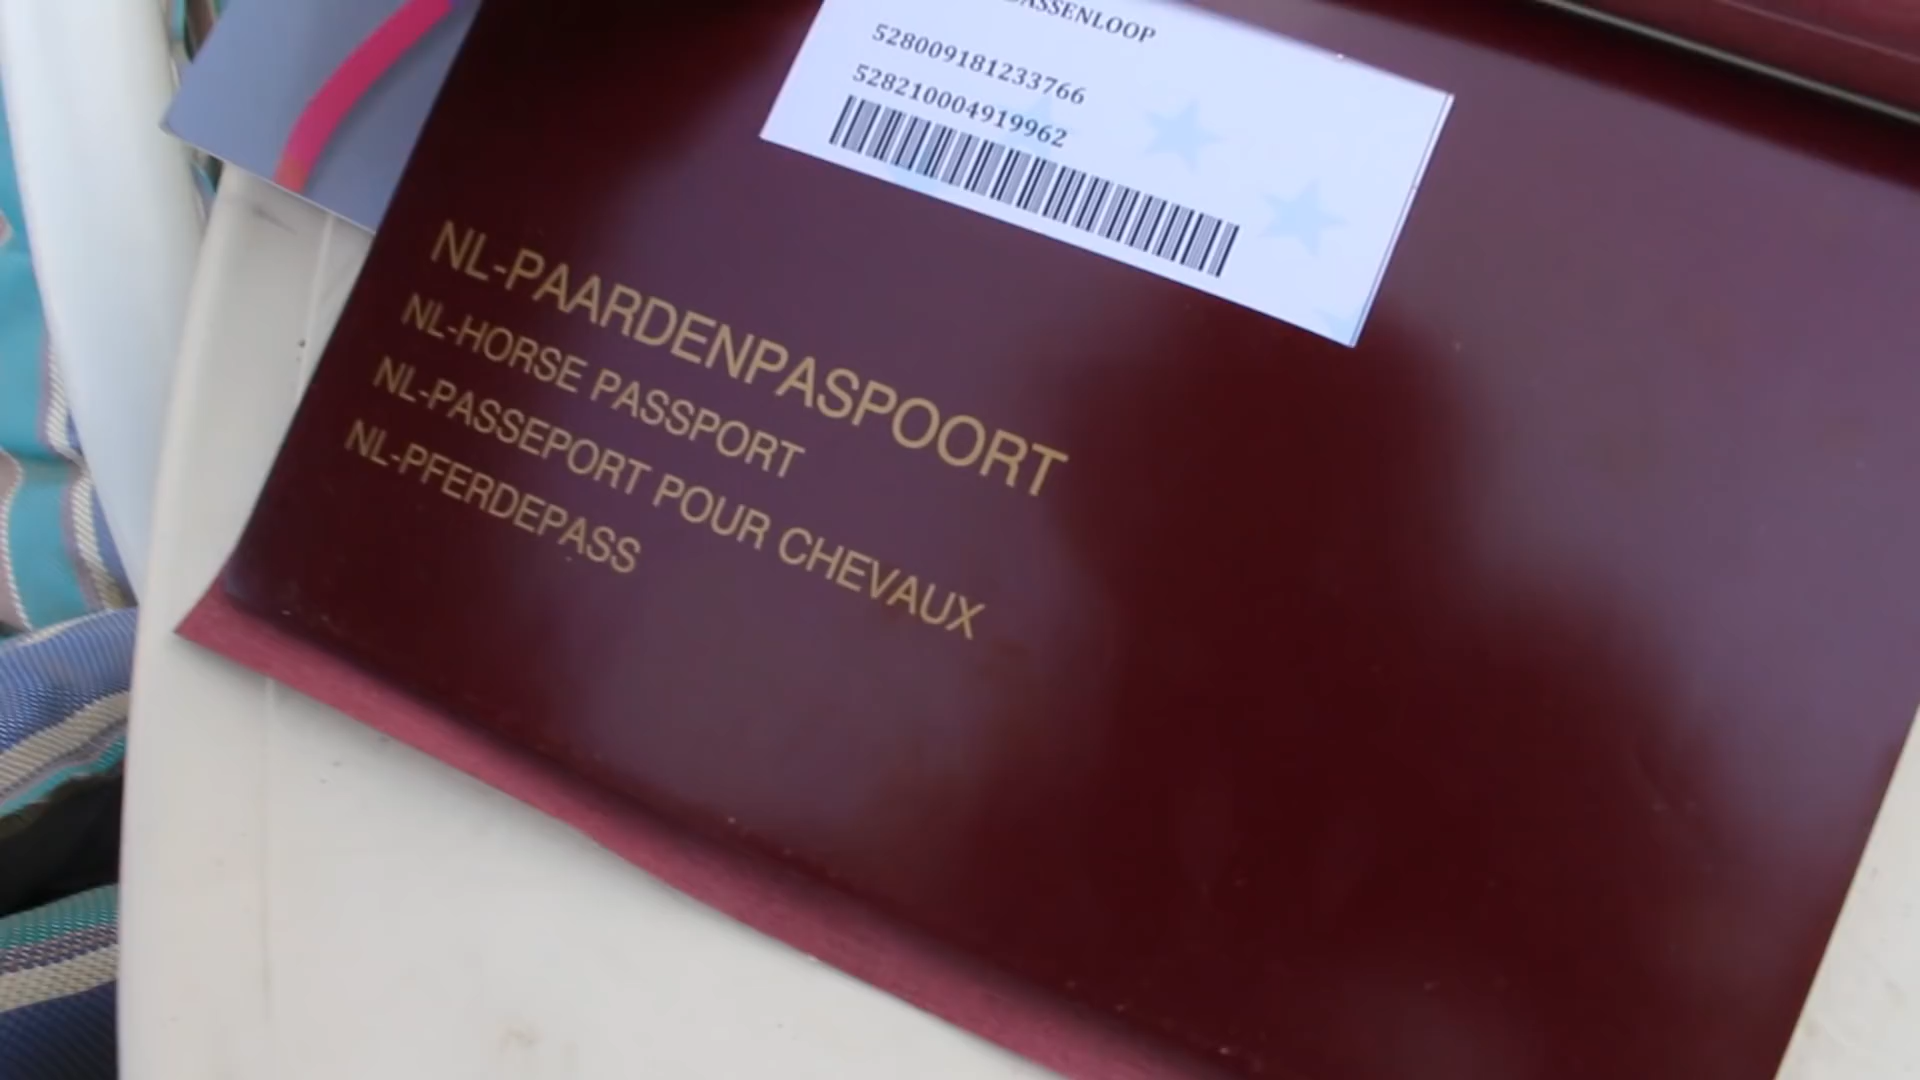 528009181233766
528210004919962
NL-PAARDENPASPOORT
NL-HORSE PASSPORT
NL-PASSEPORT POUR CHEVAUX
NL-PFERDEPASS